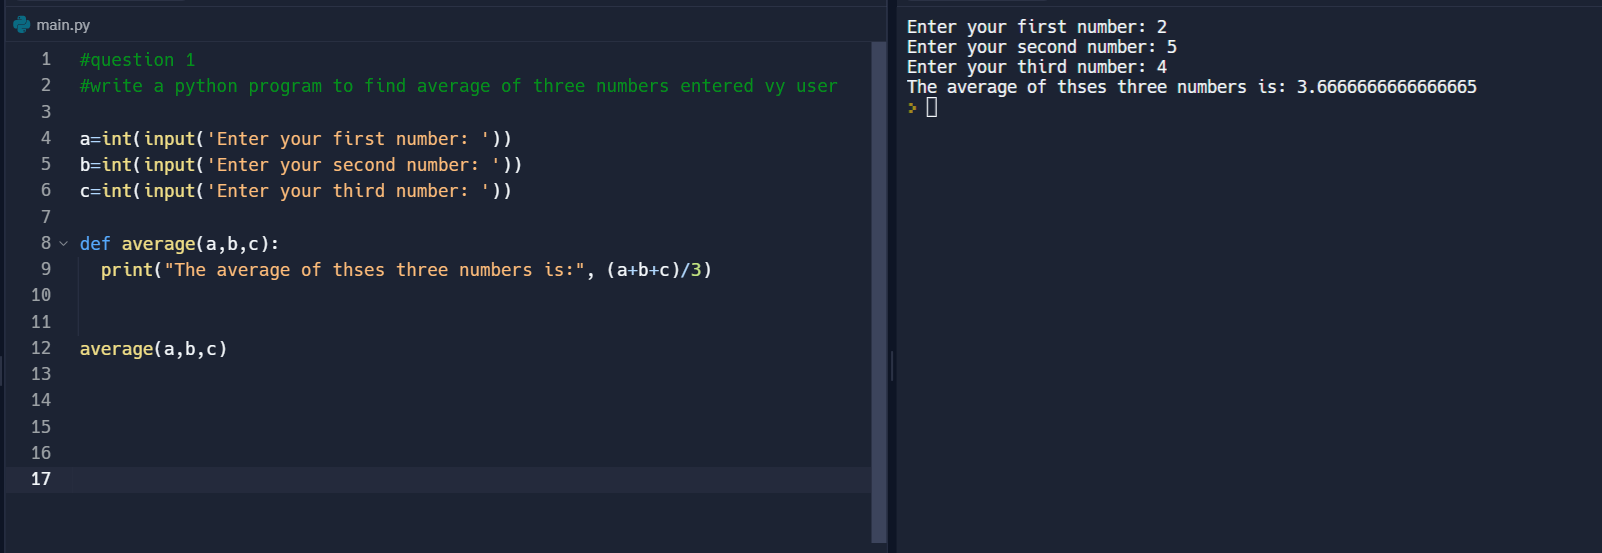 main.py
1 #question 1
2 #write a python program to find average of three numbers entered vy user
3
4 a=int(input('Enter your first number: '))
5 b=int(input('Enter your second number: '))
6 c=int(input('Enter your third number: '))
7
8 def average(a,b,c):
9 print("The average of thses three numbers is:", (a+b+c)/3)
10
11
12 average(a,b,c)
13
14
15
16
17
Enter your first number: 2
Enter your second number: 5
Enter your third number: 4
The average of thses three numbers is: 3.6666666666666665